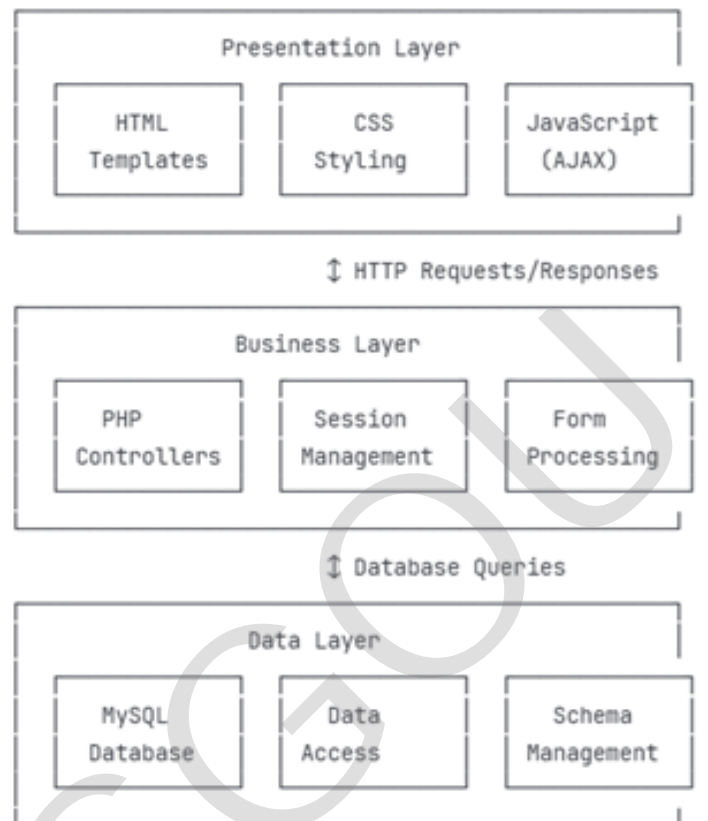 Presentation Layer
HTML CSS JavaScript
Templates Styling (AJAX)
↕ HTTP Requests/Responses
Business Layer
PHP Session Form
Controllers Management Processing
↕ Database Queries
Data Layer
MySQL Data Schema
Database Access Management
SGOU